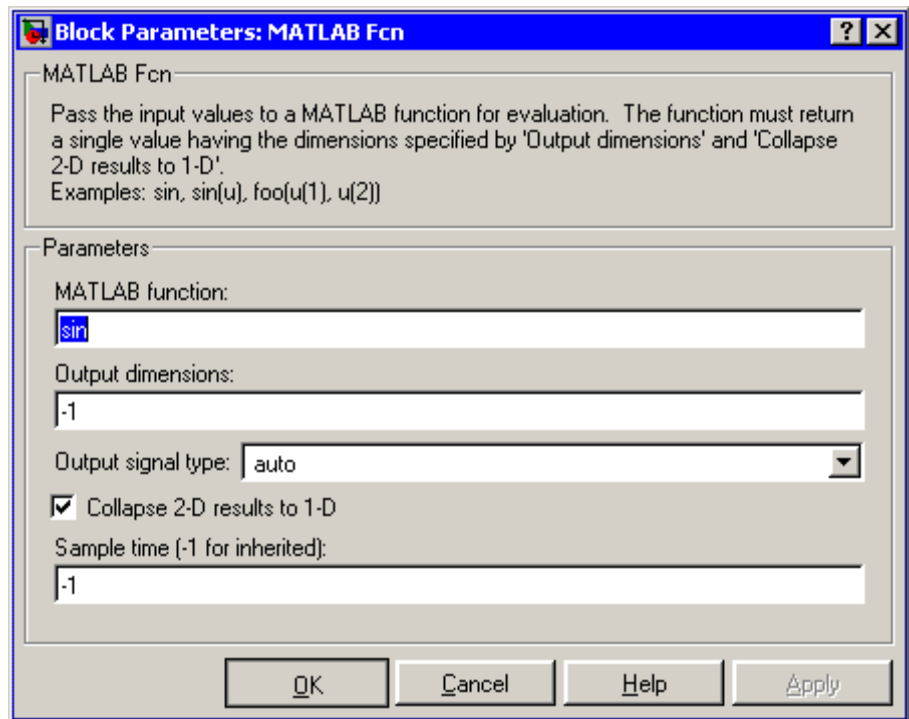 Block Parameters: MATLAB Fcn
MATLAB Fcn
Pass the input values to a MATLAB function for evaluation. The function must return
a single value having the dimensions specified by 'Output dimensions' and 'Collapse
2-D results to 1-D'.
Examples: sin, sin(u), foo(u(1), u(2))
Parameters
MATLAB function:
sin
Output dimensions:
-1
Output signal type: auto
Collapse 2-D results to 1-D
Sample time (-1 for inherited):
-1
OK Cancel Help Apply